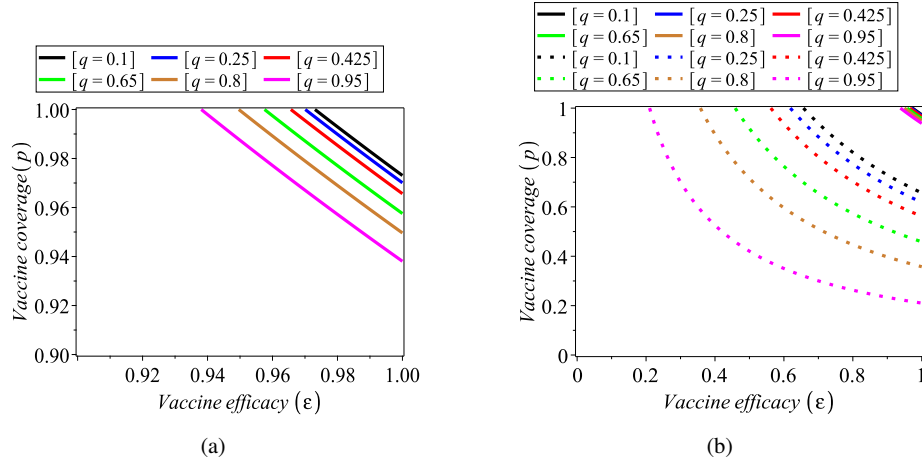 [q = 0.1] [q = 0.25] [q = 0.425]
[q = 0.65] [q = 0.8] [q = 0.95]
1.00
0.98
0.96
0.94
0.92
0.90
Vaccine coverage (p)
0.92 0.94 0.96 0.98 1.00
Vaccine efficacy (ε)
(a)
[q = 0.1] [q = 0.25] [q = 0.425]
[q = 0.65] [q = 0.8] [q = 0.95]
[q = 0.1] [q = 0.25] [q = 0.425]
[q = 0.65] [q = 0.8] [q = 0.95]
1
0.8
0.6
0.4
0.2
0
Vaccine coverage (p)
0 0.2 0.4 0.6 0.8 1
Vaccine efficacy (ε)
(b)